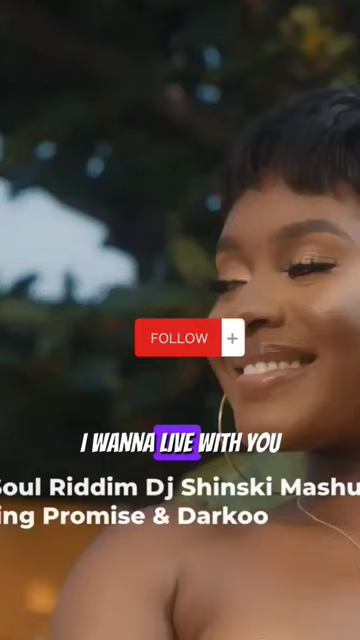 FOLLOW +
I WANNA LIVE WITH YOU
Soul Riddim Dj Shinski Mashu
ing Promise & Darkoo